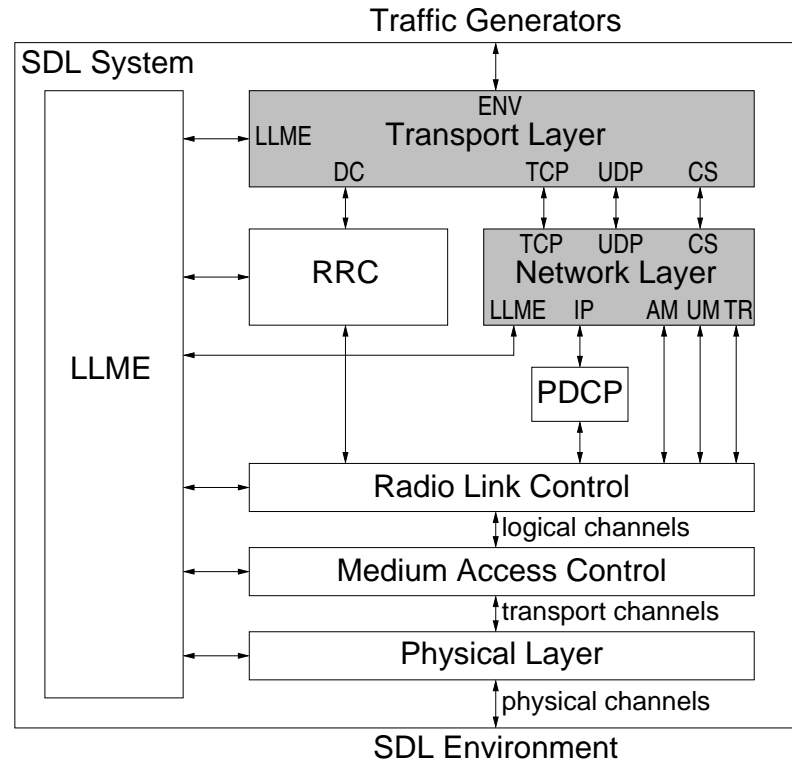 Traffic Generators
SDL System
ENV
LLME Transport Layer
DC TCP UDP CS
TCP UDP CS
RRC Network Layer
LLME IP AM UM TR
LLME
PDCP
Radio Link Control
logical channels
Medium Access Control
transport channels
Physical Layer
physical channels
SDL Environment